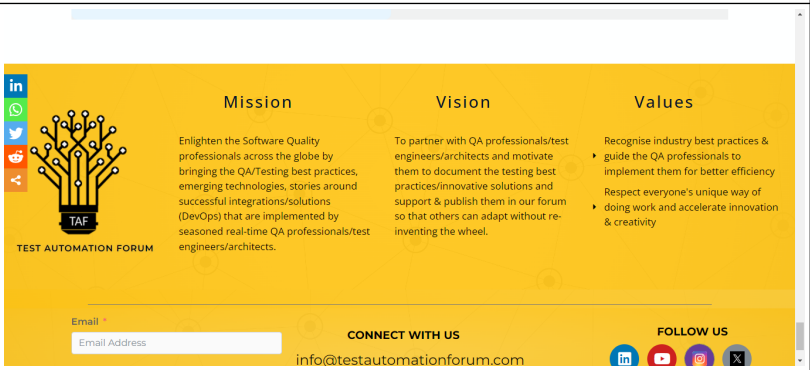 Mission
Enlighten the Software Quality
professionals across the globe by
bringing the QA/Testing best practices,
emerging technologies, stories around
successful integrations/solutions
(DevOps) that are implemented by
seasoned real-time QA professionals/test
engineers/architects.
Vision
To partner with QA professionals/test
engineers/architects and motivate
them to document the testing best
practices/innovative solutions and
support & publish them in our forum
so that others can adapt without re-
inventing the wheel.
Values
Recognise industry best practices &
guide the QA professionals to
implement them for better efficiency
Respect everyone's unique way of
doing work and accelerate innovation
& creativity
in
TAF
TEST AUTOMATION FORUM
Email *
Email Address
CONNECT WITH US
info@testautomationforum.com
FOLLOW US
in
X